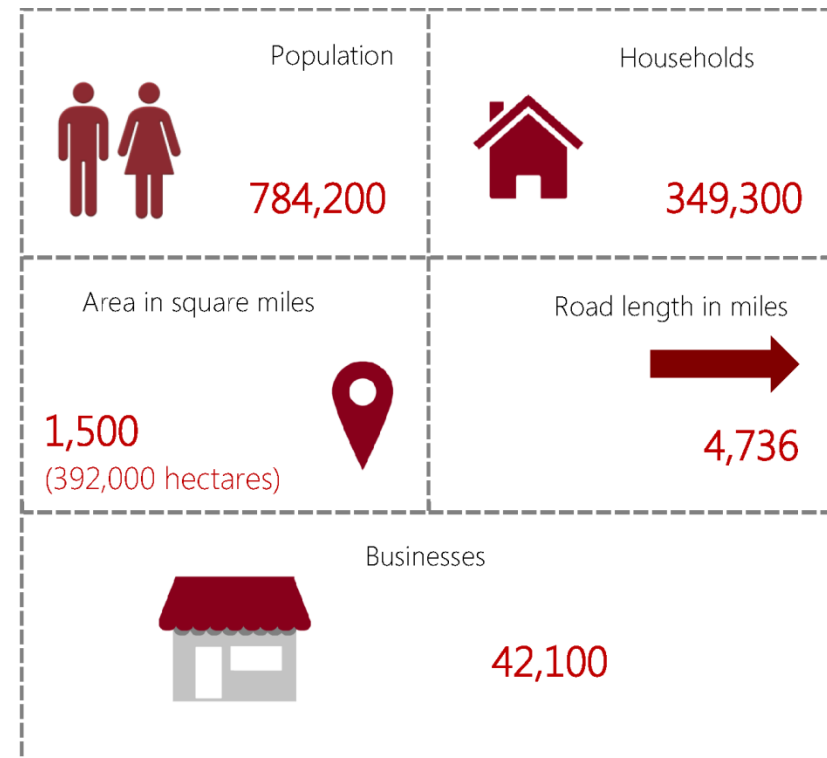 Population
784,200
Households
349,300
Area in square miles
1,500
(392,000 hectares)
Road length in miles
4,736
Businesses
42,100